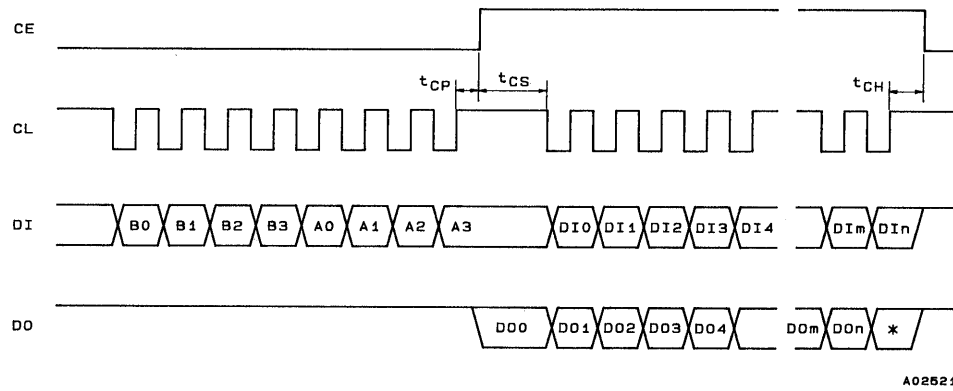 CE
tCP tCS tCH
CL
DI B0 B1 B2 B3 A0 A1 A2 A3 DI0 DI1 DI2 DI3 DI4 DIm DIn
DO DO0 DO1 DO2 DO3 DO4 DOm DOn *
A02521